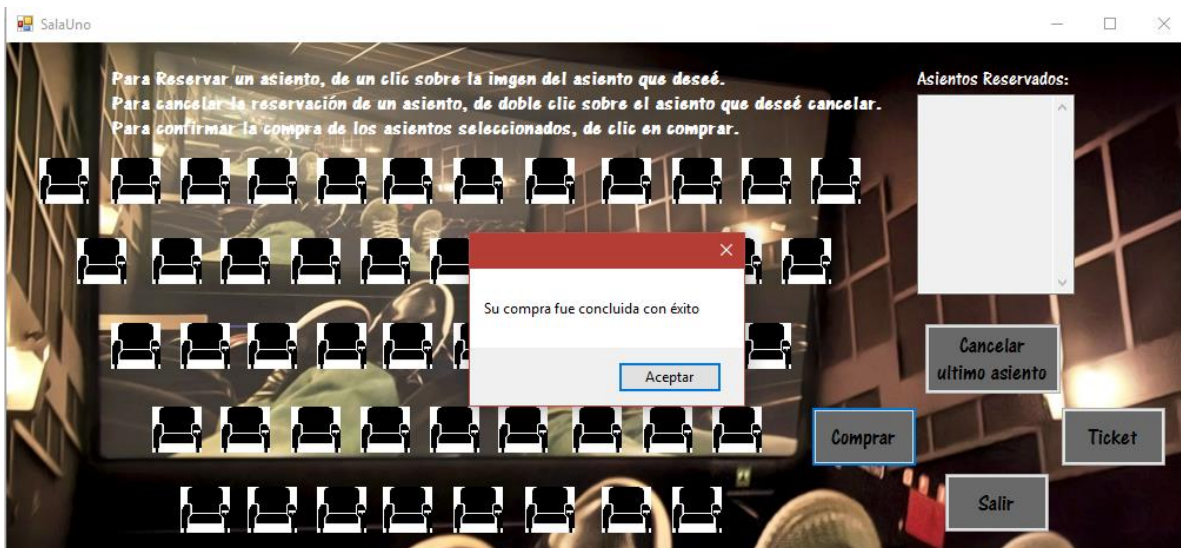 SalaUno
Para Reservar un asiento, de un clic sobre la imgen del asiento que deseé.
Para cancelar la reservación de un asiento, de doble clic sobre el asiento que deseé cancelar.
Para confirmar la compra de los asientos seleccionados, de clic en comprar.
Asientos Reservados:
Su compra fue concluida con éxito
Aceptar
Cancelar
ultimo asiento
Comprar
Ticket
Salir